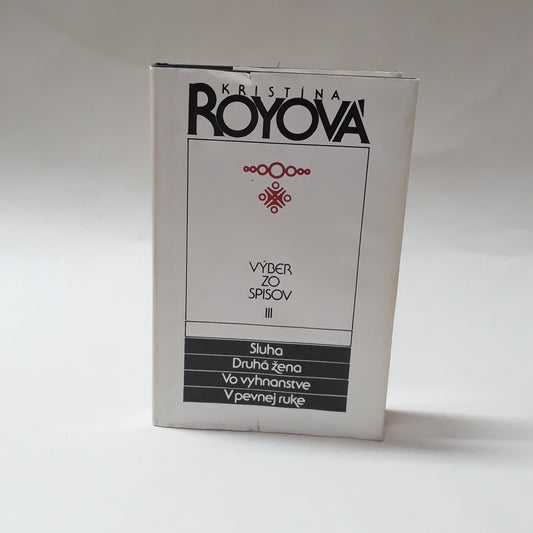 KRISTÍNA
ROYOVÁ
VÝBER
ZO
SPISOV
III
Sluha
Druhá žena
Vo vyhnanstve
V pevnej ruke